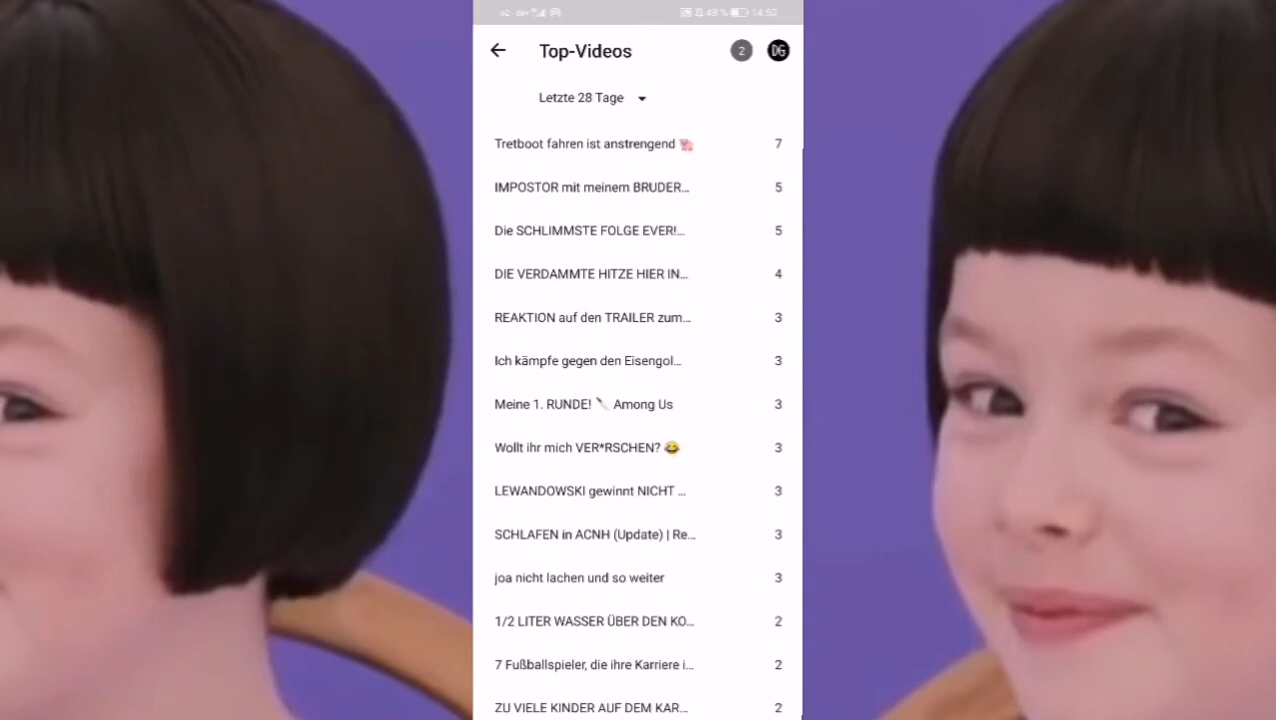 48 % 14:50
Top-Videos 2 DG
Letzte 28 Tage
Tretboot fahren ist anstrengend 7
IMPOSTOR mit meinem BRUDER... 5
Die SCHLIMMSTE FOLGE EVER!... 5
DIE VERDAMMTE HITZE HIER IN... 4
REAKTION auf den TRAILER zum... 3
Ich kämpfe gegen den Eisengol... 3
Meine 1. RUNDE! 🔪 Among Us 3
Wollt ihr mich VER*RSCHEN? 😂 3
LEWANDOWSKI gewinnt NICHT ... 3
SCHLAFEN in ACNH (Update) | Re... 3
joa nicht lachen und so weiter 3
1/2 LITER WASSER ÜBER DEN KO... 2
7 Fußballspieler, die ihre Karriere i... 2
ZU VIELE KINDER AUF DEM KAR... 2